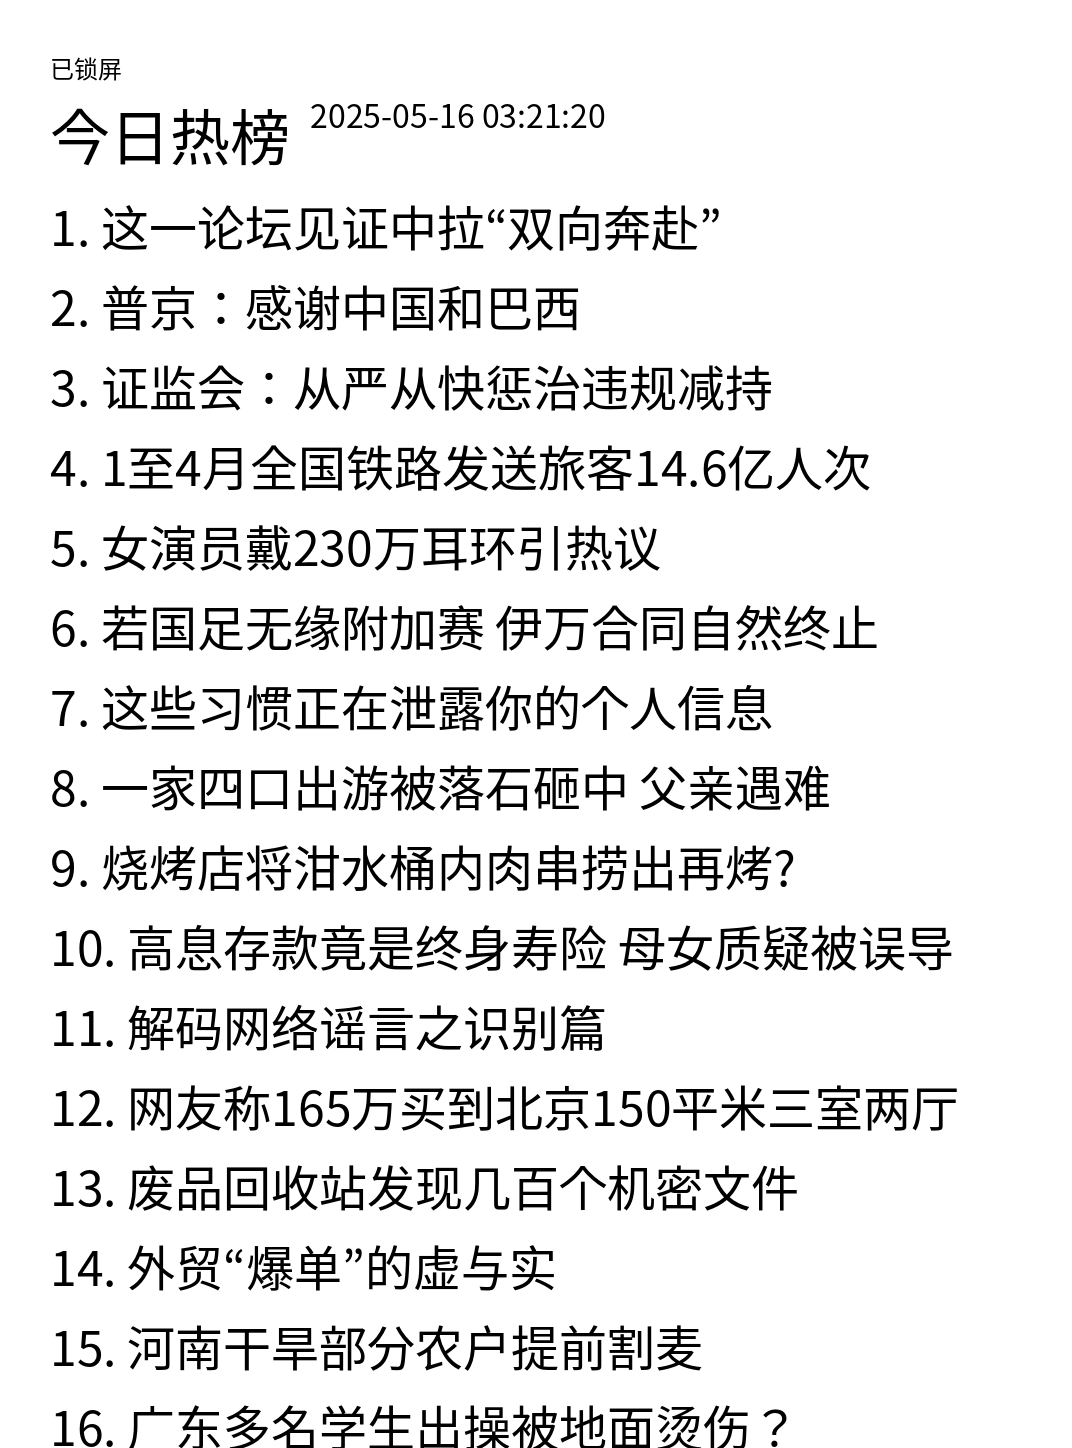 已锁屏
今日热榜 2025-05-16 03:21:20
1. 这一论坛见证中拉“双向奔赴”
2. 普京：感谢中国和巴西
3. 证监会：从严从快惩治违规减持
4. 1至4月全国铁路发送旅客14.6亿人次
5. 女演员戴230万耳环引热议
6. 若国足无缘附加赛 伊万合同自然终止
7. 这些习惯正在泄露你的个人信息
8. 一家四口出游被落石砸中 父亲遇难
9. 烧烤店将泔水桶内肉串捞出再烤?
10. 高息存款竟是终身寿险 母女质疑被误导
11. 解码网络谣言之识别篇
12. 网友称165万买到北京150平米三室两厅
13. 废品回收站发现几百个机密文件
14. 外贸“爆单”的虚与实
15. 河南干旱部分农户提前割麦
16. 广东多名学生出操被地面烫伤？